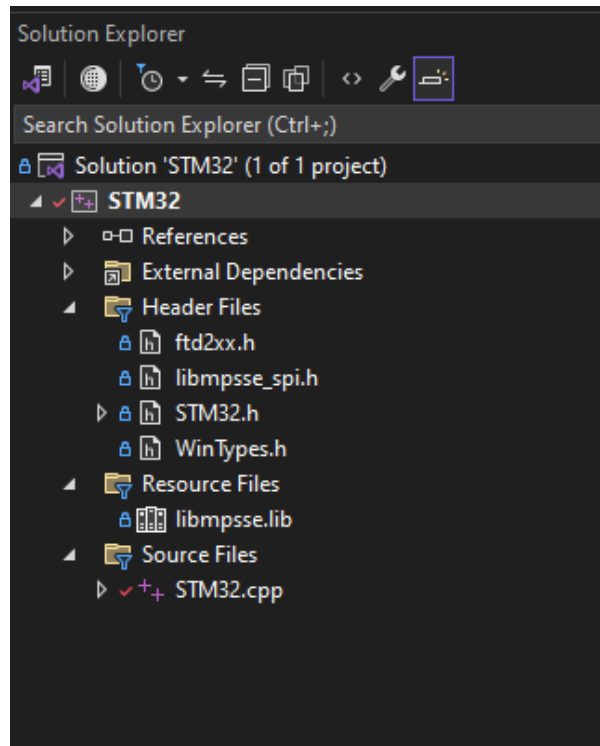 Solution Explorer
Search Solution Explorer (Ctrl+;)
Solution 'STM32' (1 of 1 project)
STM32
References
External Dependencies
Header Files
ftd2xx.h
libmpsse_spi.h
STM32.h
WinTypes.h
Resource Files
libmpsse.lib
Source Files
STM32.cpp